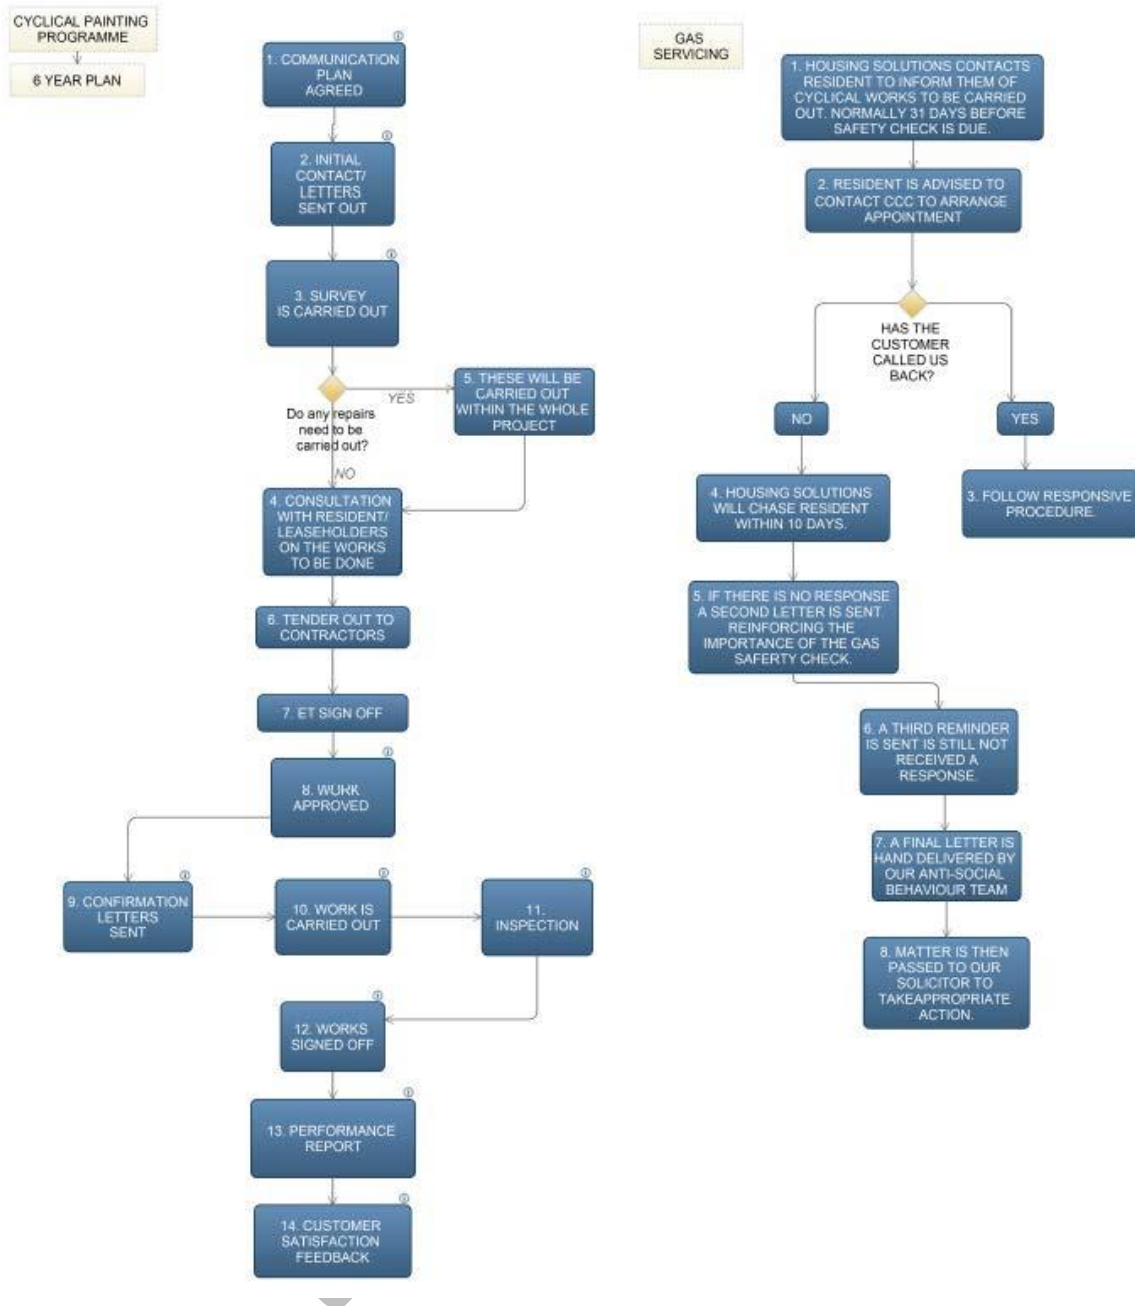 CYCLICAL PAINTING
PROGRAMME
6 YEAR PLAN
1. COMMUNICATION
PLAN
AGREED
2. INITIAL
CONTACT/
LETTERS
SENT OUT
3. SURVEY
IS CARRIED OUT
Do any repairs
need to be
carried out?
YES
5. THESE WILL BE
CARRIED OUT
WITHIN THE WHOLE
PROJECT
NO
4. CONSULTATION
WITH RESIDENT/
LEASEHOLDERS
ON THE WORKS
TO BE DONE
6. TENDER OUT TO
CONTRACTORS
7. ET SIGN OFF
8. WORK
APPROVED
9. CONFIRMATION
LETTERS
SENT
10. WORK IS
CARRIED OUT
11.
INSPECTION
12. WORKS
SIGNED OFF
13. PERFORMANCE
REPORT
14. CUSTOMER
SATISFACTION
FEEDBACK
GAS
SERVICING
1. HOUSING SOLUTIONS CONTACTS
RESIDENT TO INFORM THEM OF
CYCLICAL WORKS TO BE CARRIED
OUT. NORMALLY 31 DAYS BEFORE
SAFETY CHECK IS DUE.
2. RESIDENT IS ADVISED TO
CONTACT CCC TO ARRANGE
APPOINTMENT
HAS THE
CUSTOMER
CALLED US
BACK?
NO
YES
4. HOUSING SOLUTIONS
WILL CHASE RESIDENT
WITHIN 10 DAYS.
3. FOLLOW RESPONSIVE
PROCEDURE.
5. IF THERE IS NO RESPONSE
A SECOND LETTER IS SENT
REINFORCING THE
IMPORTANCE OF THE GAS
SAFERTY CHECK.
6. A THIRD REMINDER
IS SENT IS STILL NOT
RECEIVED A
RESPONSE.
7. A FINAL LETTER IS
HAND DELIVERED BY
OUR ANTI-SOCIAL
BEHAVIOUR TEAM
8. MATTER IS THEN
PASSED TO OUR
SOLICITOR TO
TAKEAPPROPRIATE
ACTION.